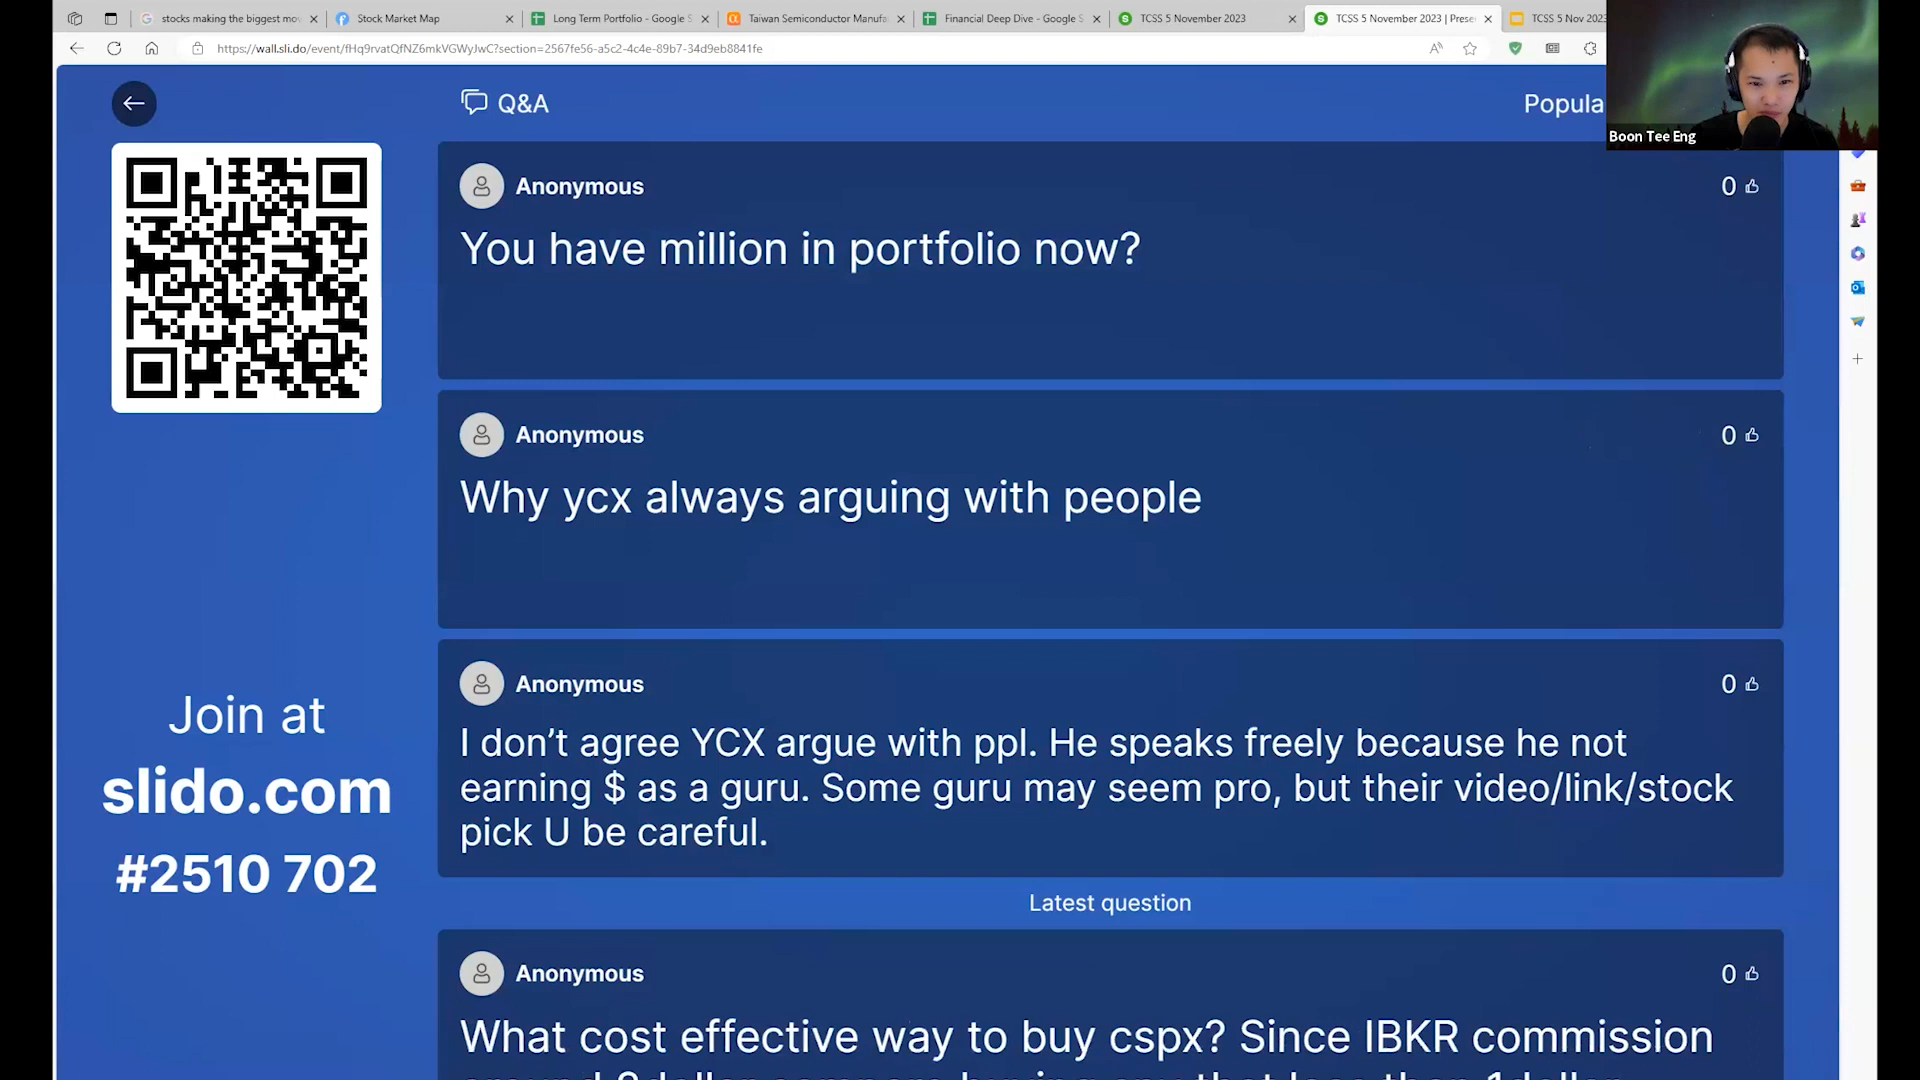 stocks making the biggest mov
Stock Market Map
Long Term Portfolio - Google S
Taiwan Semiconductor Manufa
Financial Deep Dive - Google S
TCSS 5 November 2023
TCSS 5 November 2023 | Prese
TCSS 5 Nov 2023
https://wall.sli.do/event/fHq9rvatQfNZ6mkVGWyJwC?section=2567fe56-a5c2-4c4e-89b7-34d9eb8841fe
Q&A
Popula
Boon Tee Eng
Anonymous
0
You have million in portfolio now?
Anonymous
0
Why ycx always arguing with people
Anonymous
0
I don’t agree YCX argue with ppl. He speaks freely because he not
earning $ as a guru. Some guru may seem pro, but their video/link/stock
pick U be careful.
Join at
slido.com
#2510 702
Latest question
Anonymous
0
What cost effective way to buy cspx? Since IBKR commission